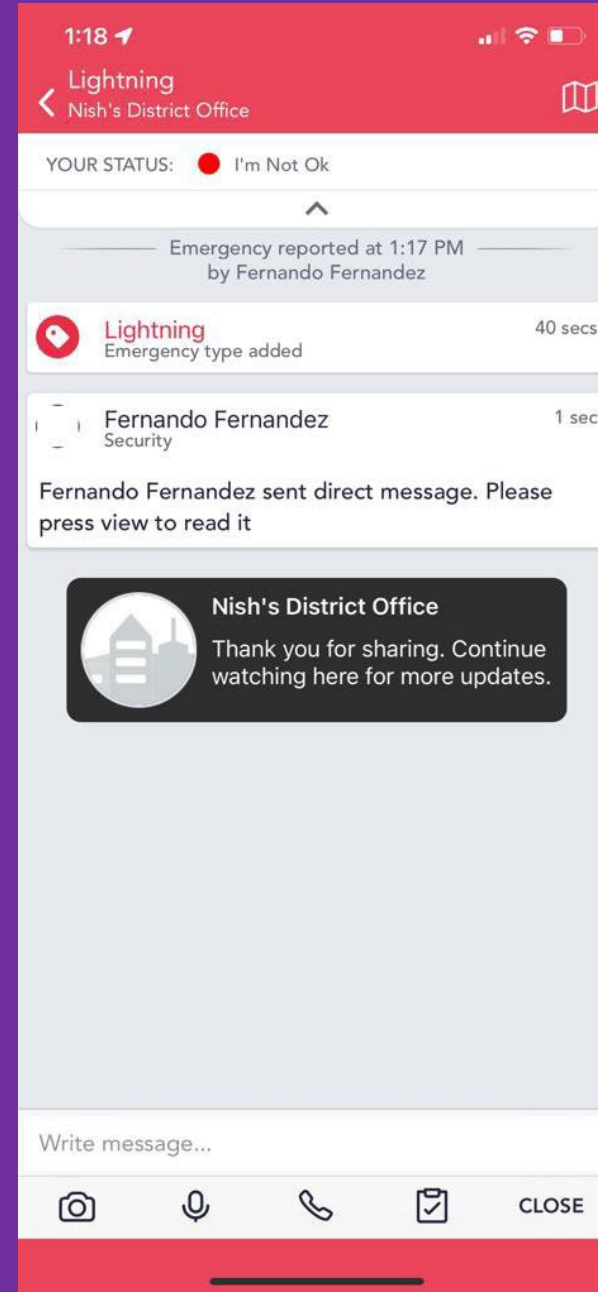 1:18
Lightning
Nish's District Office
YOUR STATUS: I'm Not Ok
Emergency reported at 1:17 PM
by Fernando Fernandez
Lightning 40 secs
Emergency type added
Fernando Fernandez 1 sec
Security
Fernando Fernandez sent direct message. Please
press view to read it
Nish's District Office
Thank you for sharing. Continue
watching here for more updates.
Write message...
CLOSE